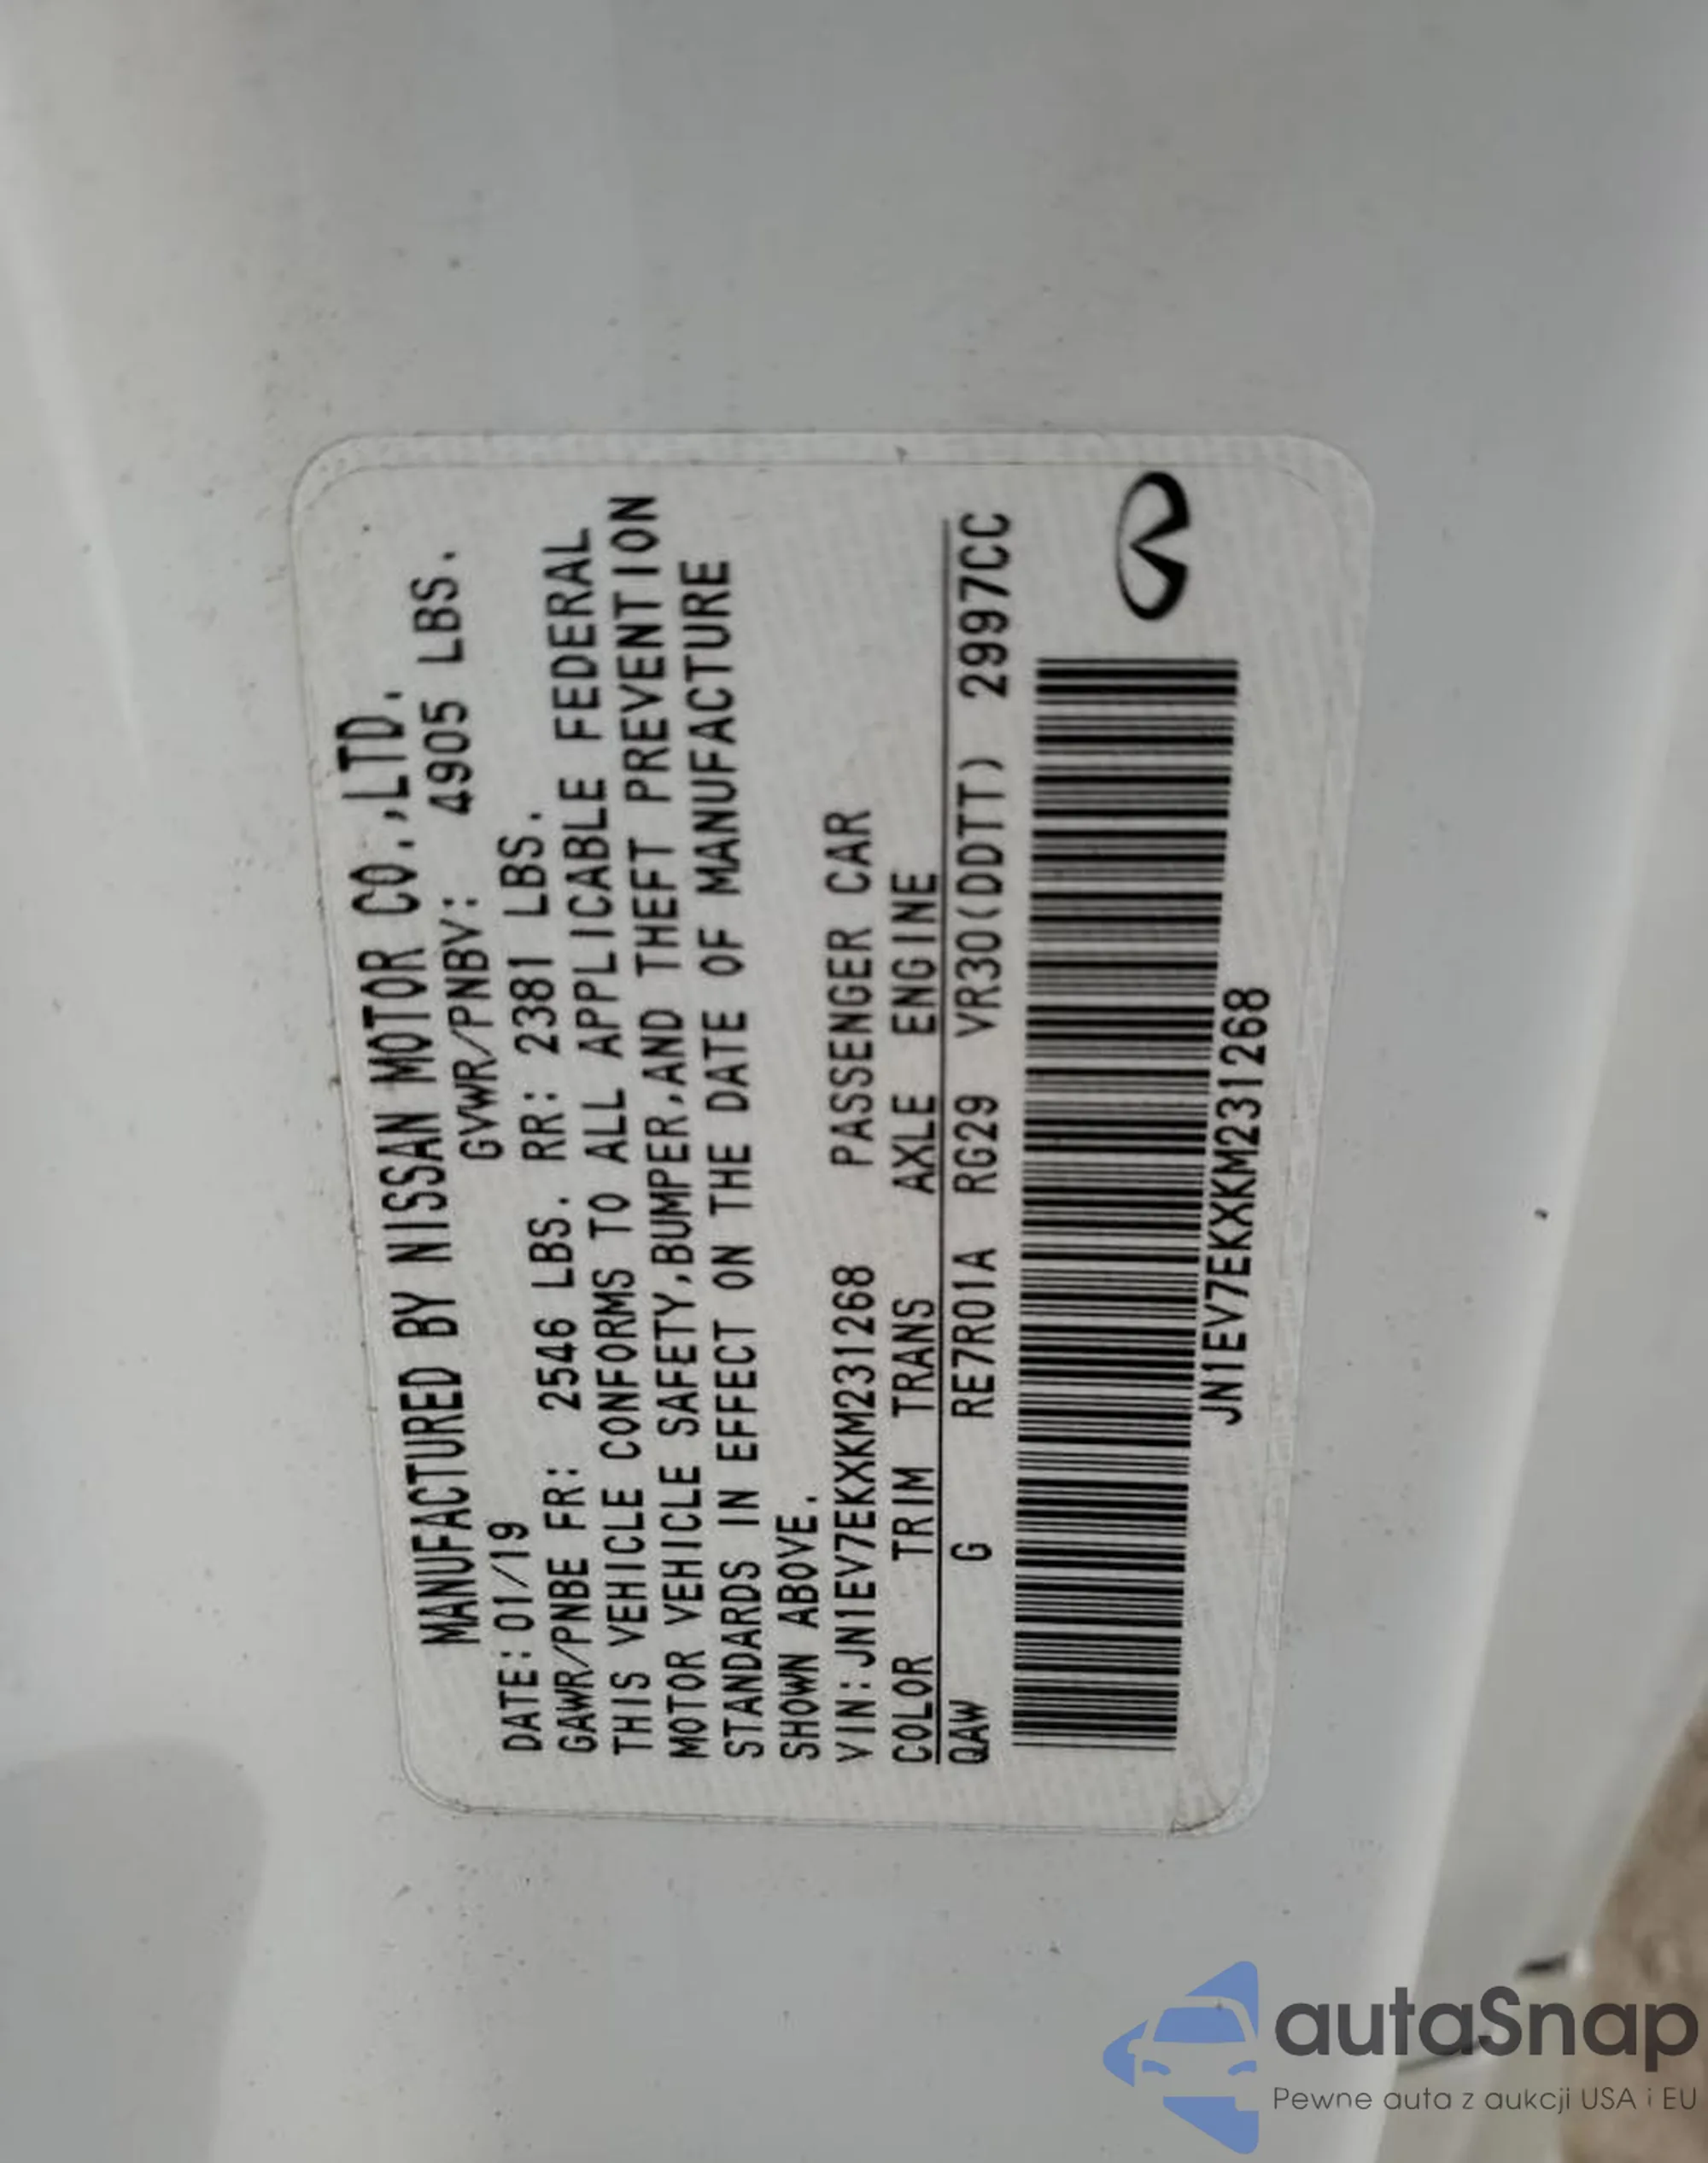 MANUFACTURED BY NISSAN MOTOR CO.,LTD.
GVWR/PNBV: 4905 LBS.
DATE:01/19
GAWR/PNBE FR: 2546 LBS. RR: 2381 LBS.
THIS VEHICLE CONFORMS TO ALL APPLICABLE FEDERAL
MOTOR VEHICLE SAFETY,BUMPER,AND THEFT PREVENTION
STANDARDS IN EFFECT ON THE DATE OF MANUFACTURE
SHOWN ABOVE.
VIN:JN1EV7EKXKM231268 PASSENGER CAR
COLOR TRIM TRANS AXLE ENGINE
QAW G RE7R01A RG29 VR30(DDTT) 2997CC
JN1EV7EKXKM231268
autaSnap
Pewne auta z aukcji USA i EU